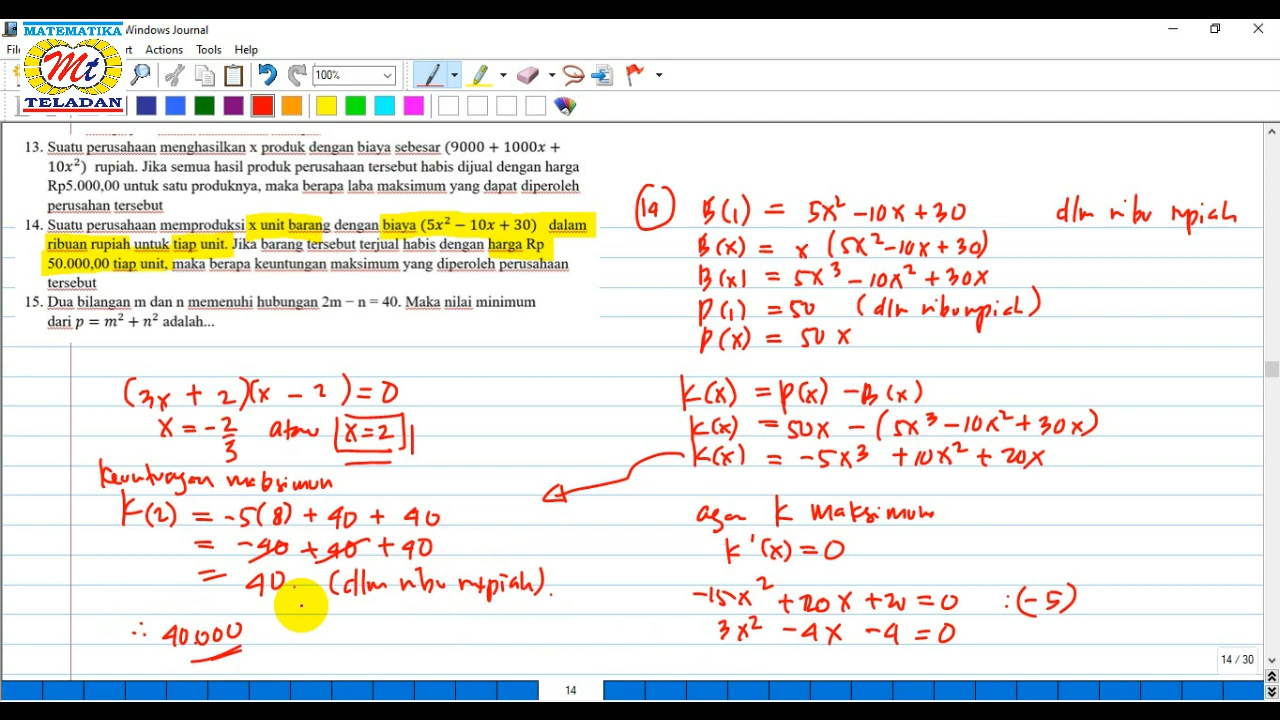 MATEMATIKA
Mt
TELADAN
Windows Journal
Actions Tools Help
100%
13. Suatu perusahaan menghasilkan x produk dengan biaya sebesar (9000 + 1000x +
10x²) rupiah. Jika semua hasil produk perusahaan tersebut habis dijual dengan harga
Rp5.000,00 untuk satu produknya, maka berapa laba maksimum yang dapat diperoleh
perusahan tersebut
14. Suatu perusahaan memproduksi x unit barang dengan biaya (5x² − 10x + 30) dalam
ribuan rupiah untuk tiap unit. Jika barang tersebut terjual habis dengan harga Rp
50.000,00 tiap unit, maka berapa keuntungan maksimum yang diperoleh perusahaan
tersebut
15. Dua bilangan m dan n memenuhi hubungan 2m − n = 40. Maka nilai minimum
dari p = m² + n² adalah...
(3x + 2)(x − 2) = 0
x = −2/3 atau x = 2
keuntungan maksimum
K(2) = −5(8) + 40 + 40
= −40 + 40 + 40
= 40. (dlm ribu rupiah).
∴ 40.000
14 B(1) = 5x² − 10x + 30 dlm ribu rupiah
B(x) = x (5x² − 10x + 30)
B(x) = 5x³ − 10x² + 30x
P(1) = 50 (dlm ribu rupiah)
P(x) = 50x
K(x) = P(x) − B(x)
K(x) = 50x − (5x³ − 10x² + 30x)
K(x) = −5x³ + 10x² + 20x
agar K maksimum
K'(x) = 0
−15x² + 20x + 20 = 0 : (−5)
3x² − 4x − 4 = 0
14 / 30
14